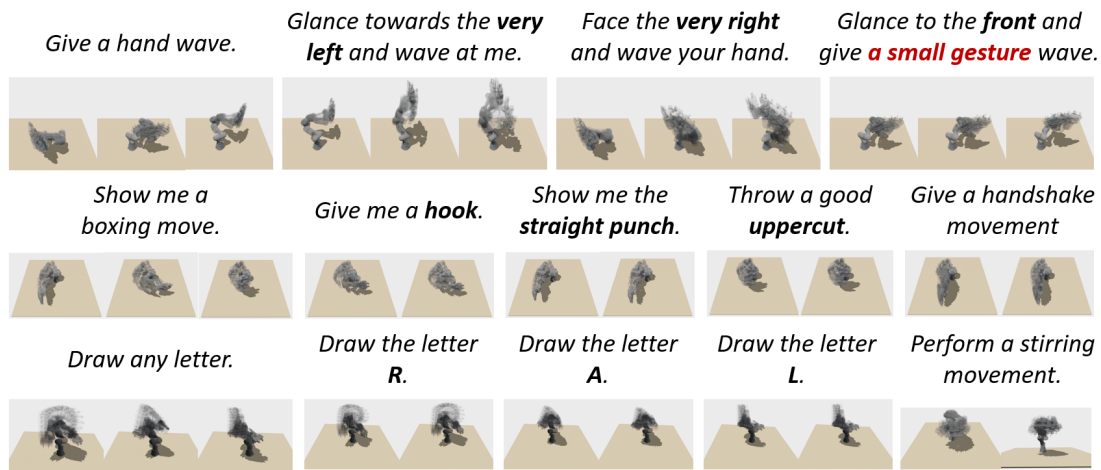 Give a hand wave.
Glance towards the very
left and wave at me.
Face the very right
and wave your hand.
Glance to the front and
give a small gesture wave.
Show me a
boxing move.
Give me a hook.
Show me the
straight punch.
Throw a good
uppercut.
Give a handshake
movement
Draw any letter.
Draw the letter
R.
Draw the letter
A.
Draw the letter
L.
Perform a stirring
movement.